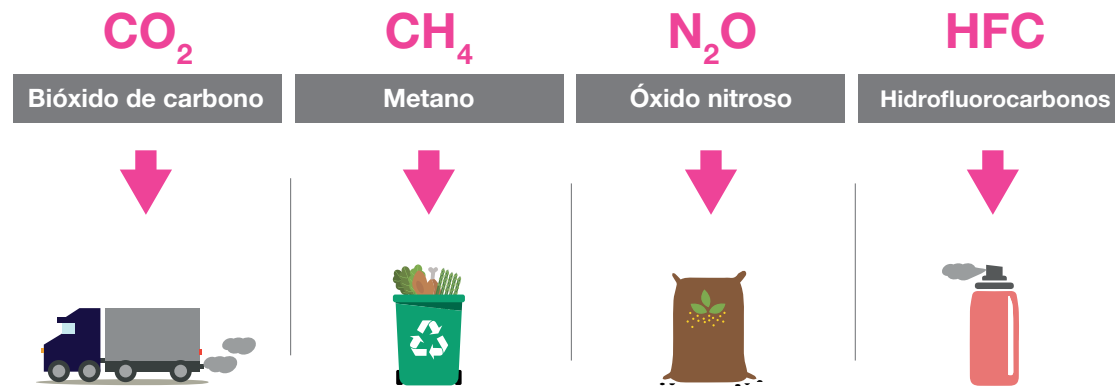 CO₂
Bióxido de carbono
CH₄
Metano
N₂O
Óxido nitroso
HFC
Hidrofluorocarbonos